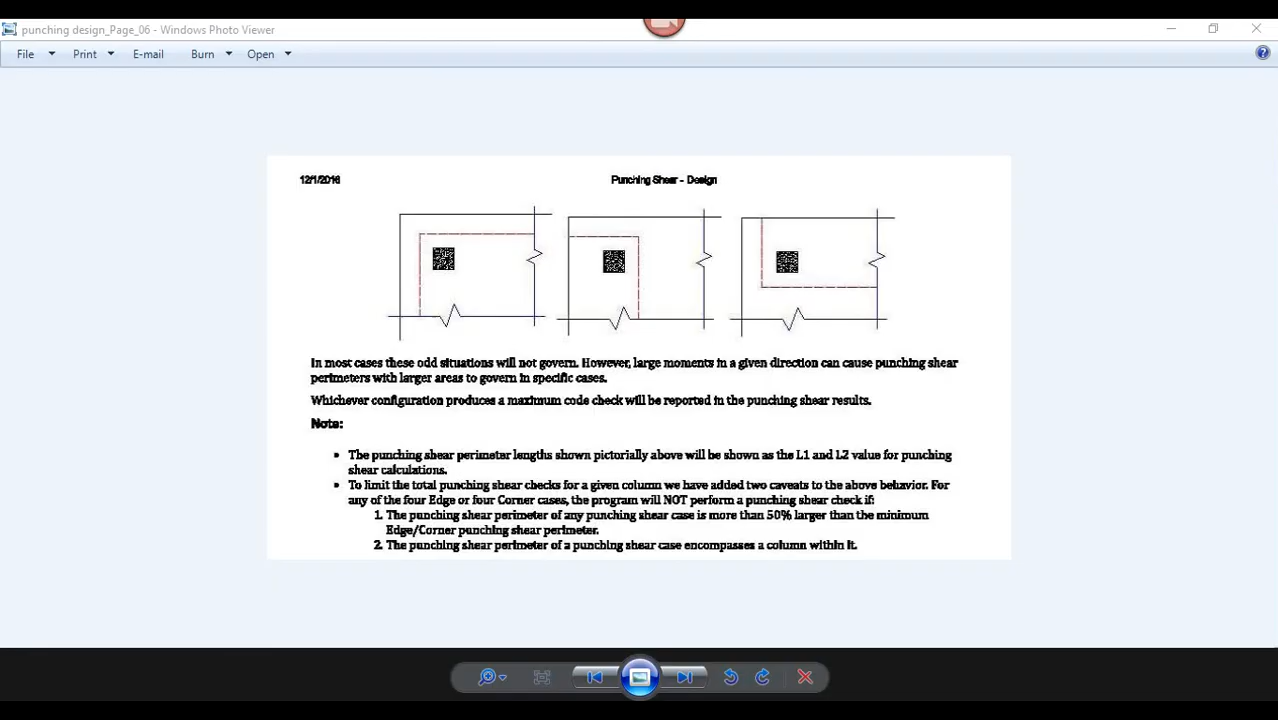 punching design_Page_06 - Windows Photo Viewer
File Print E-mail Burn Open
12/1/2016
Punching Shear - Design
In most cases these odd situations will not govern. However, large moments in a given direction can cause punching shear
perimeters with larger areas to govern in specific cases.
Whichever configuration produces a maximum code check will be reported in the punching shear results.
Note:
• The punching shear perimeter lengths shown pictorially above will be shown as the L1 and L2 value for punching
shear calculations.
• To limit the total punching shear checks for a given column we have added two caveats to the above behavior. For
any of the four Edge or four Corner cases, the program will NOT perform a punching shear check if:
1. The punching shear perimeter of any punching shear case is more than 50% larger than the minimum
Edge/Corner punching shear perimeter.
2. The punching shear perimeter of a punching shear case encompasses a column within it.